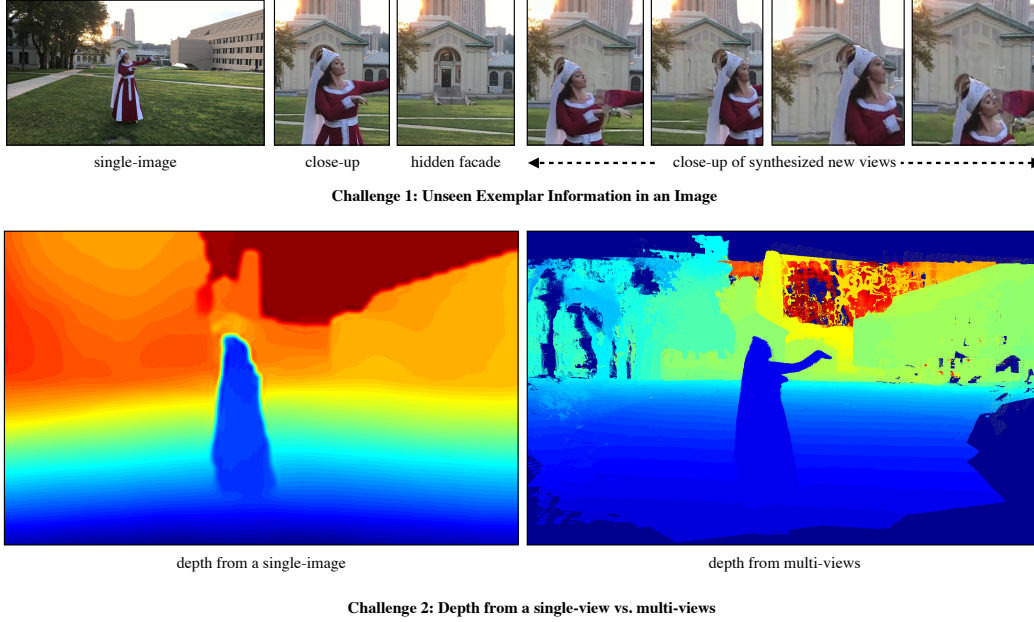 single-image
close-up
hidden facade
close-up of synthesized new views
Challenge 1: Unseen Exemplar Information in an Image
depth from a single-image
depth from multi-views
Challenge 2: Depth from a single-view vs. multi-views